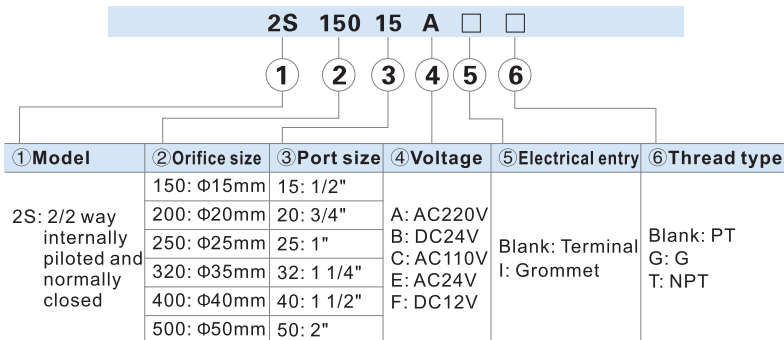 2S 150 15 A □ □
① ② ③ ④ ⑤ ⑥
①Model ②Orifice size ③Port size ④Voltage ⑤Electrical entry ⑥Thread type
2S: 2/2 way
internally
piloted and
normally
closed
150: Φ15mm 15: 1/2"
200: Φ20mm 20: 3/4"
250: Φ25mm 25: 1"
320: Φ35mm 32: 1 1/4"
400: Φ40mm 40: 1 1/2"
500: Φ50mm 50: 2"
A: AC220V
B: DC24V
C: AC110V
E: AC24V
F: DC12V
Blank: Terminal
I: Grommet
Blank: PT
G: G
T: NPT